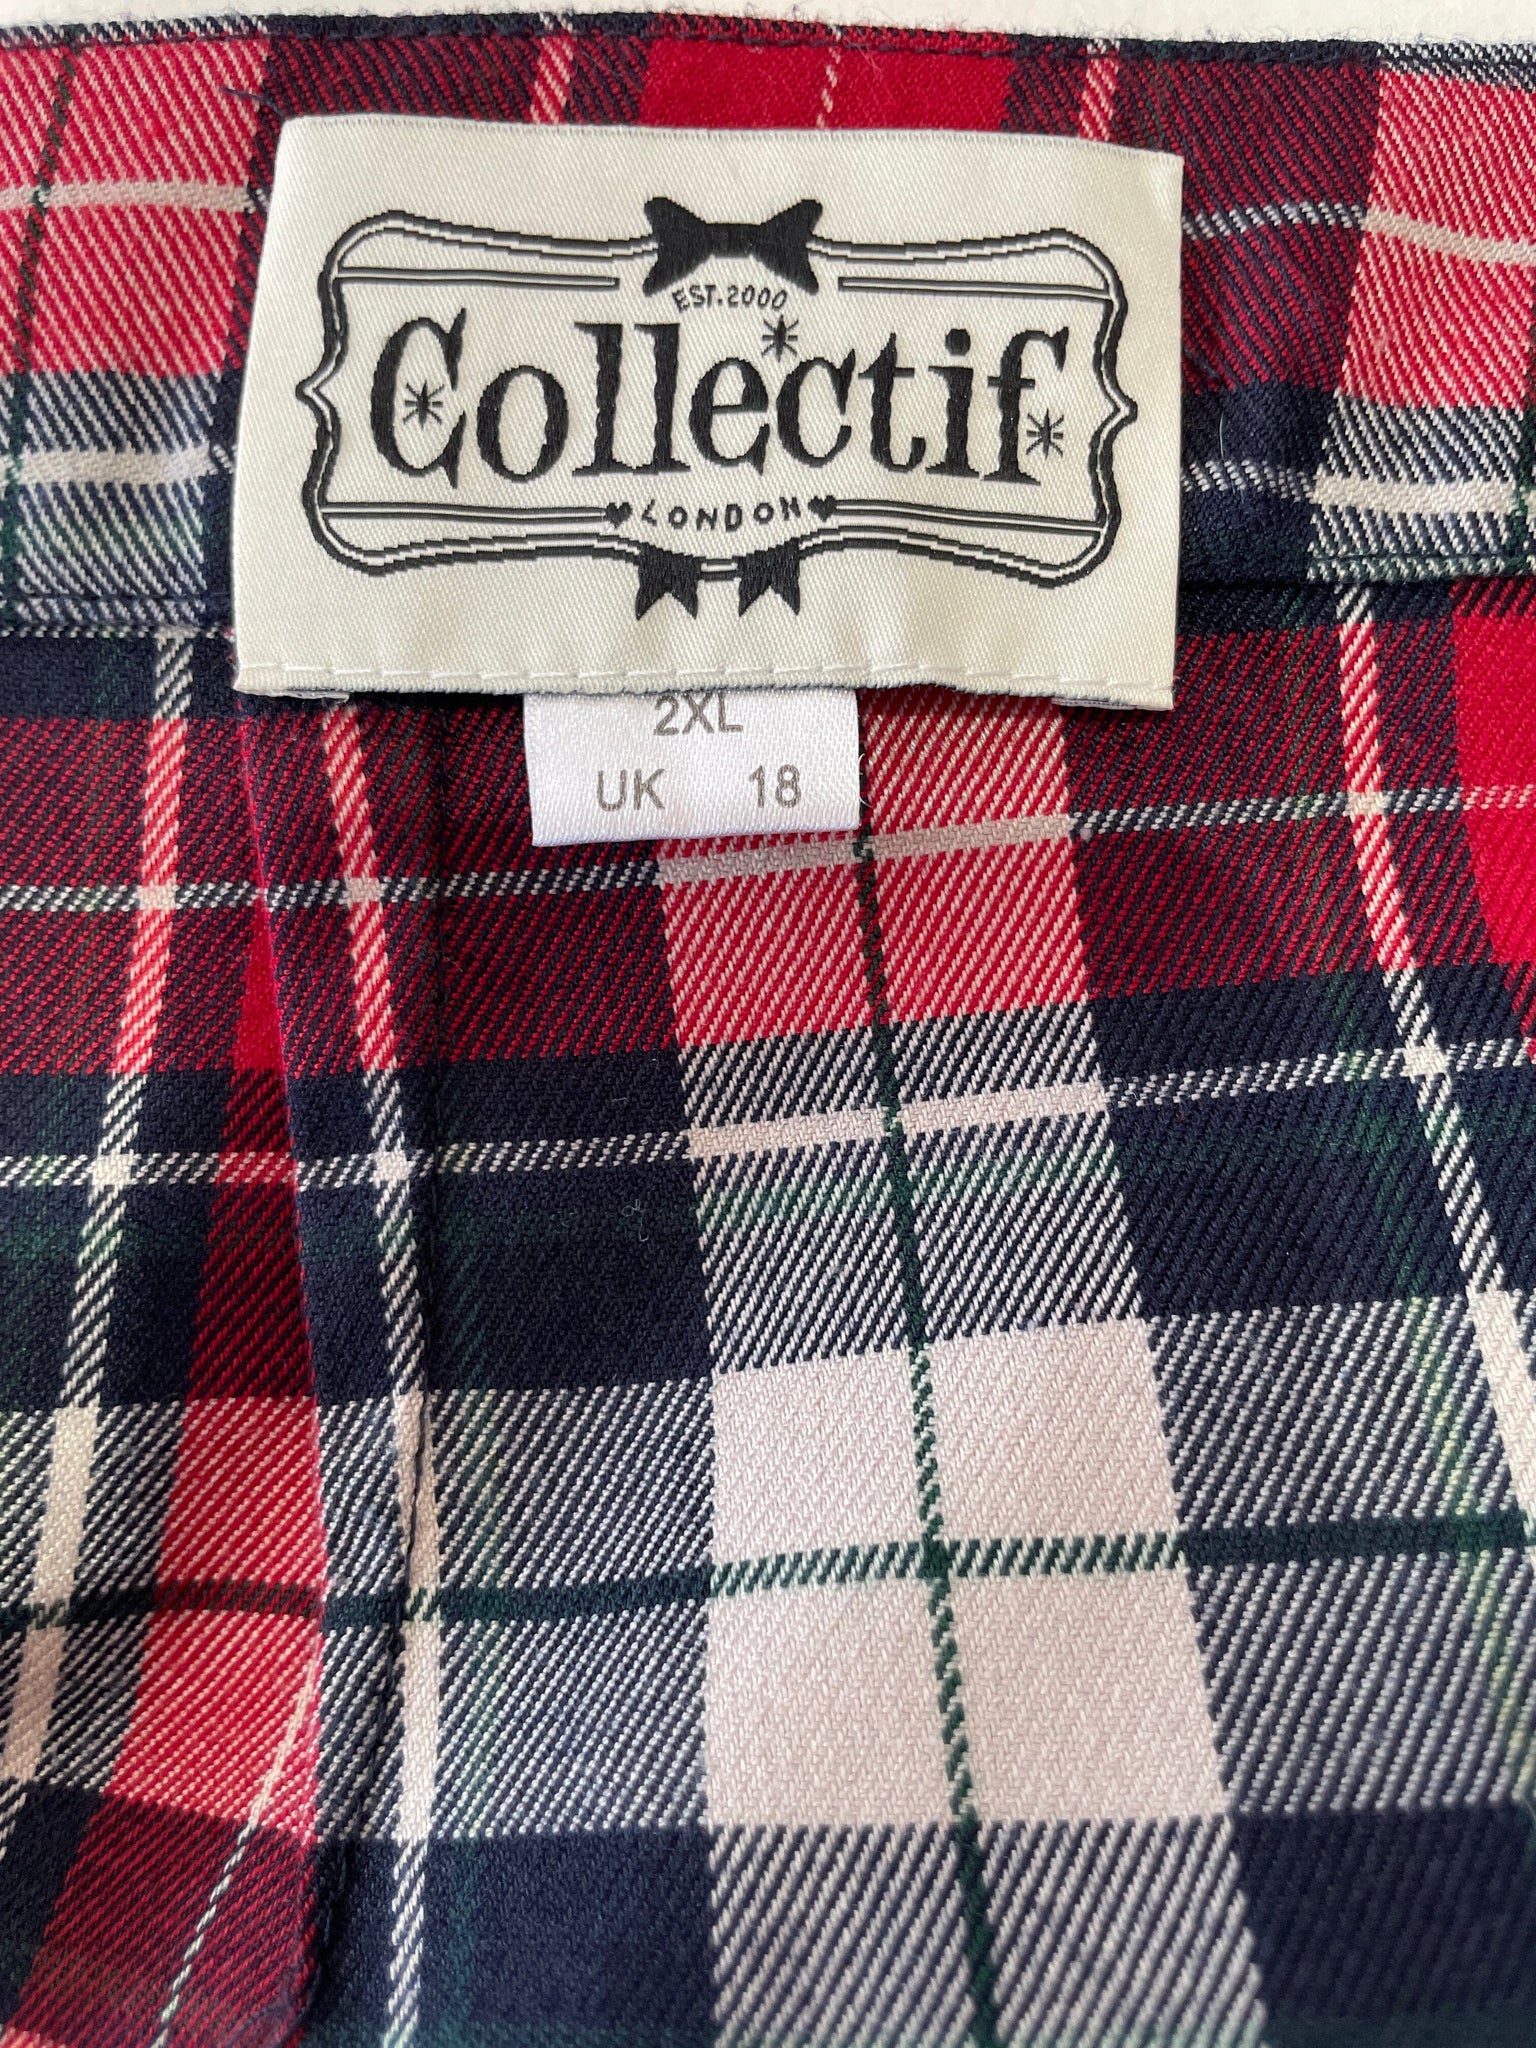 EST.2000
Collectif
LONDON
2XL
UK 18